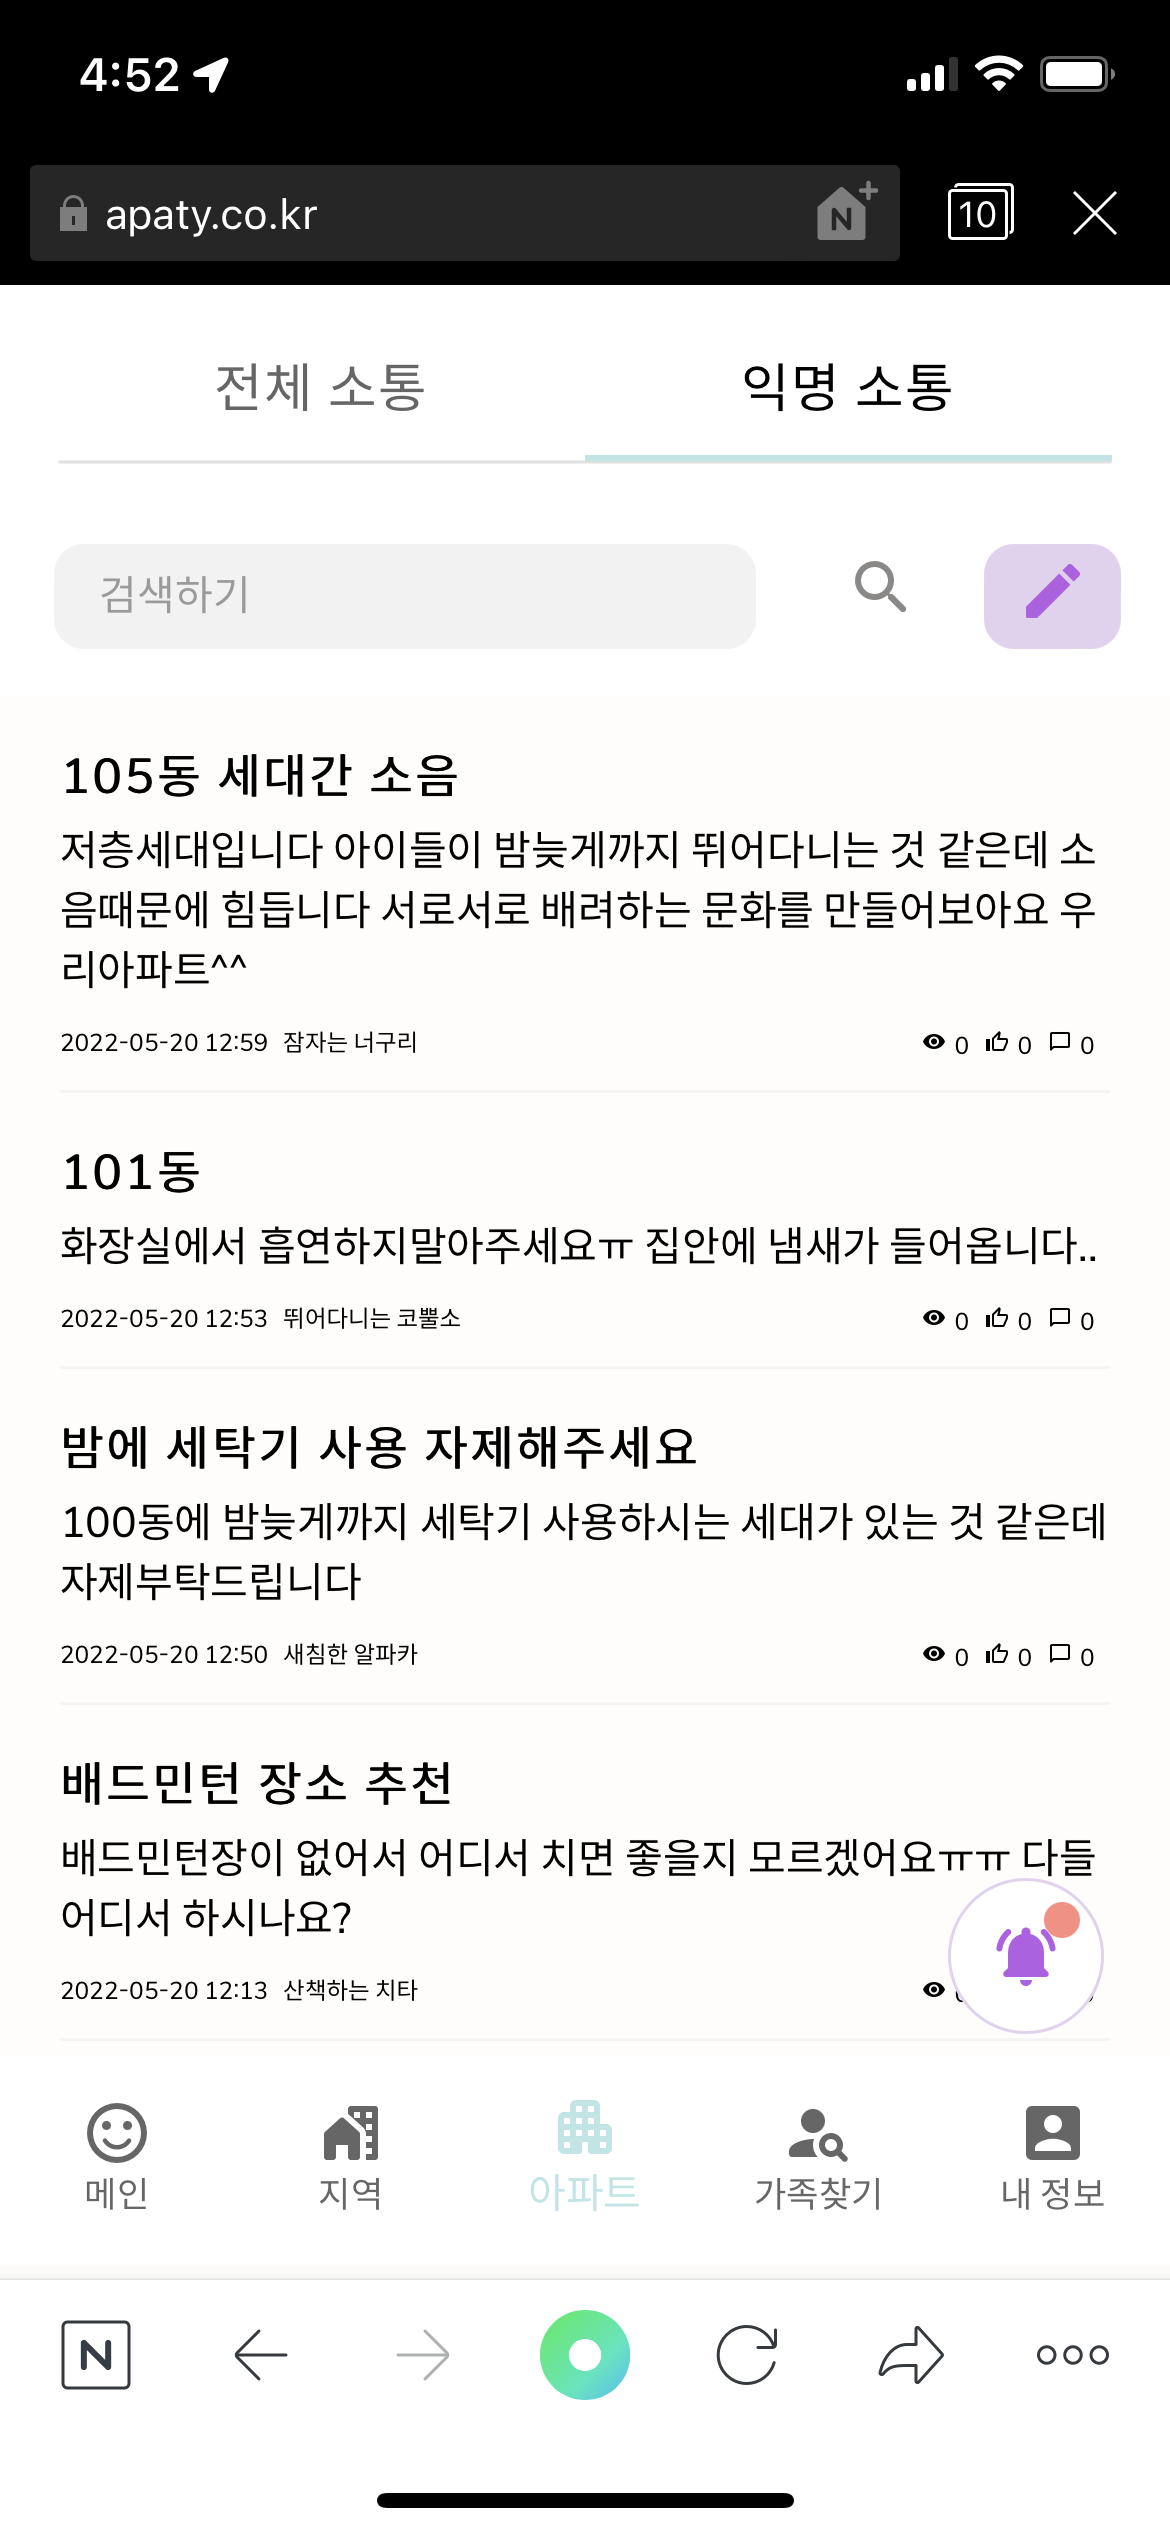 4:52
apaty.co.kr
N
10
전체 소통
익명 소통
검색하기
105동 세대간 소음
저층세대입니다 아이들이 밤늦게까지 뛰어다니는 것 같은데 소
음때문에 힘듭니다 서로서로 배려하는 문화를 만들어보아요 우
리아파트^^
2022-05-20 12:59 잠자는 너구리
0 0 0
101동
화장실에서 흡연하지말아주세요ㅠ 집안에 냄새가 들어옵니다..
2022-05-20 12:53 뛰어다니는 코뿔소
0 0 0
밤에 세탁기 사용 자제해주세요
100동에 밤늦게까지 세탁기 사용하시는 세대가 있는 것 같은데
자제부탁드립니다
2022-05-20 12:50 새침한 알파카
0 0 0
배드민턴 장소 추천
배드민턴장이 없어서 어디서 치면 좋을지 모르겠어요ㅠㅠ 다들
어디서 하시나요?
2022-05-20 12:13 산책하는 치타
메인
지역
아파트
가족찾기
내 정보
N